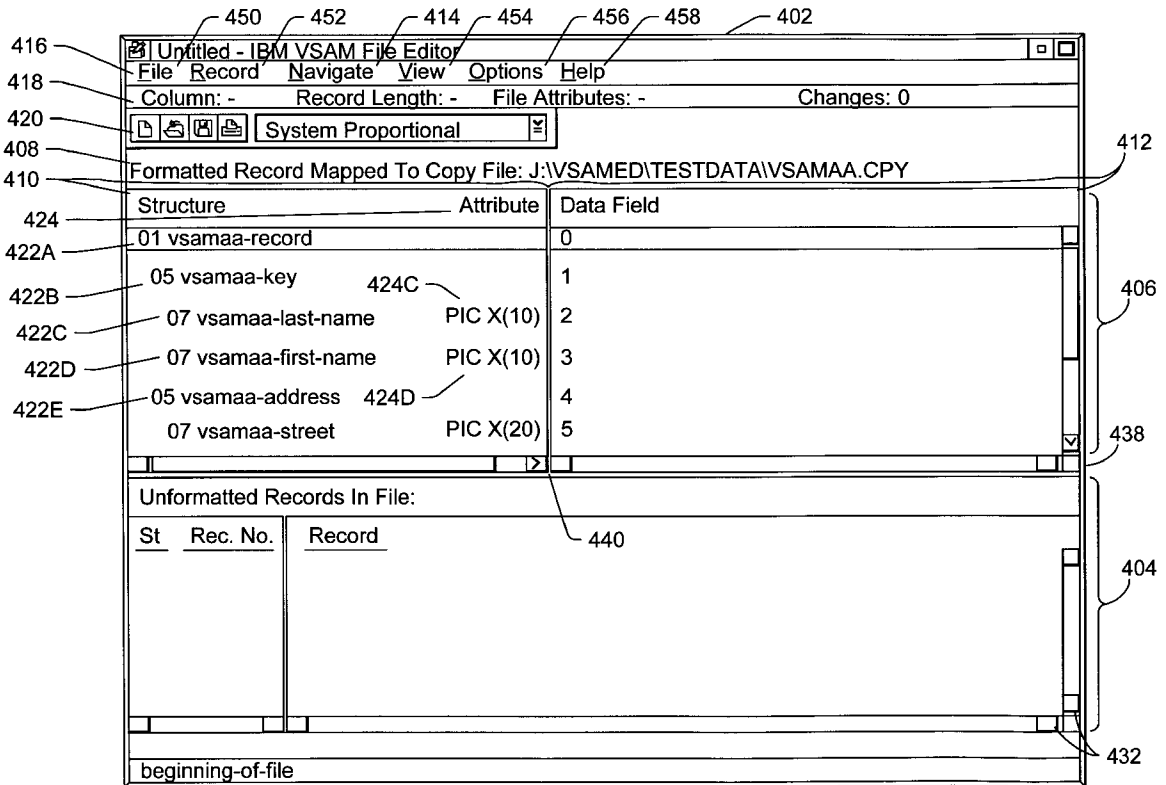 450 452 414 454 456 458 402
416 Untitled - IBM VSAM File Editor
File Record Navigate View Options Help
418 Column: - Record Length: - File Attributes: - Changes: 0
420 System Proportional
408 Formatted Record Mapped To Copy File: J:\VSAMED\TESTDATA\VSAMAA.CPY 412
410
424 Structure Attribute Data Field
422A 01 vsamaa-record 0
422B 05 vsamaa-key 424C 1 406
422C 07 vsamaa-last-name PIC X(10) 2
422D 07 vsamaa-first-name PIC X(10) 3
422E 05 vsamaa-address 424D 4
07 vsamaa-street PIC X(20) 5
438
Unformatted Records In File:
St Rec. No. Record 440
404
432
beginning-of-file